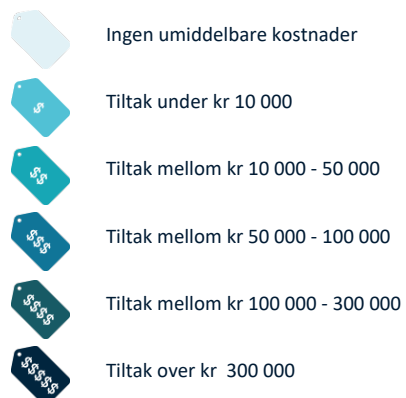 Ingen umiddelbare kostnader
$ Tiltak under kr 10 000
$$ Tiltak mellom kr 10 000 - 50 000
$$$ Tiltak mellom kr 50 000 - 100 000
$$$$ Tiltak mellom kr 100 000 - 300 000
$$$$$ Tiltak over kr  300 000